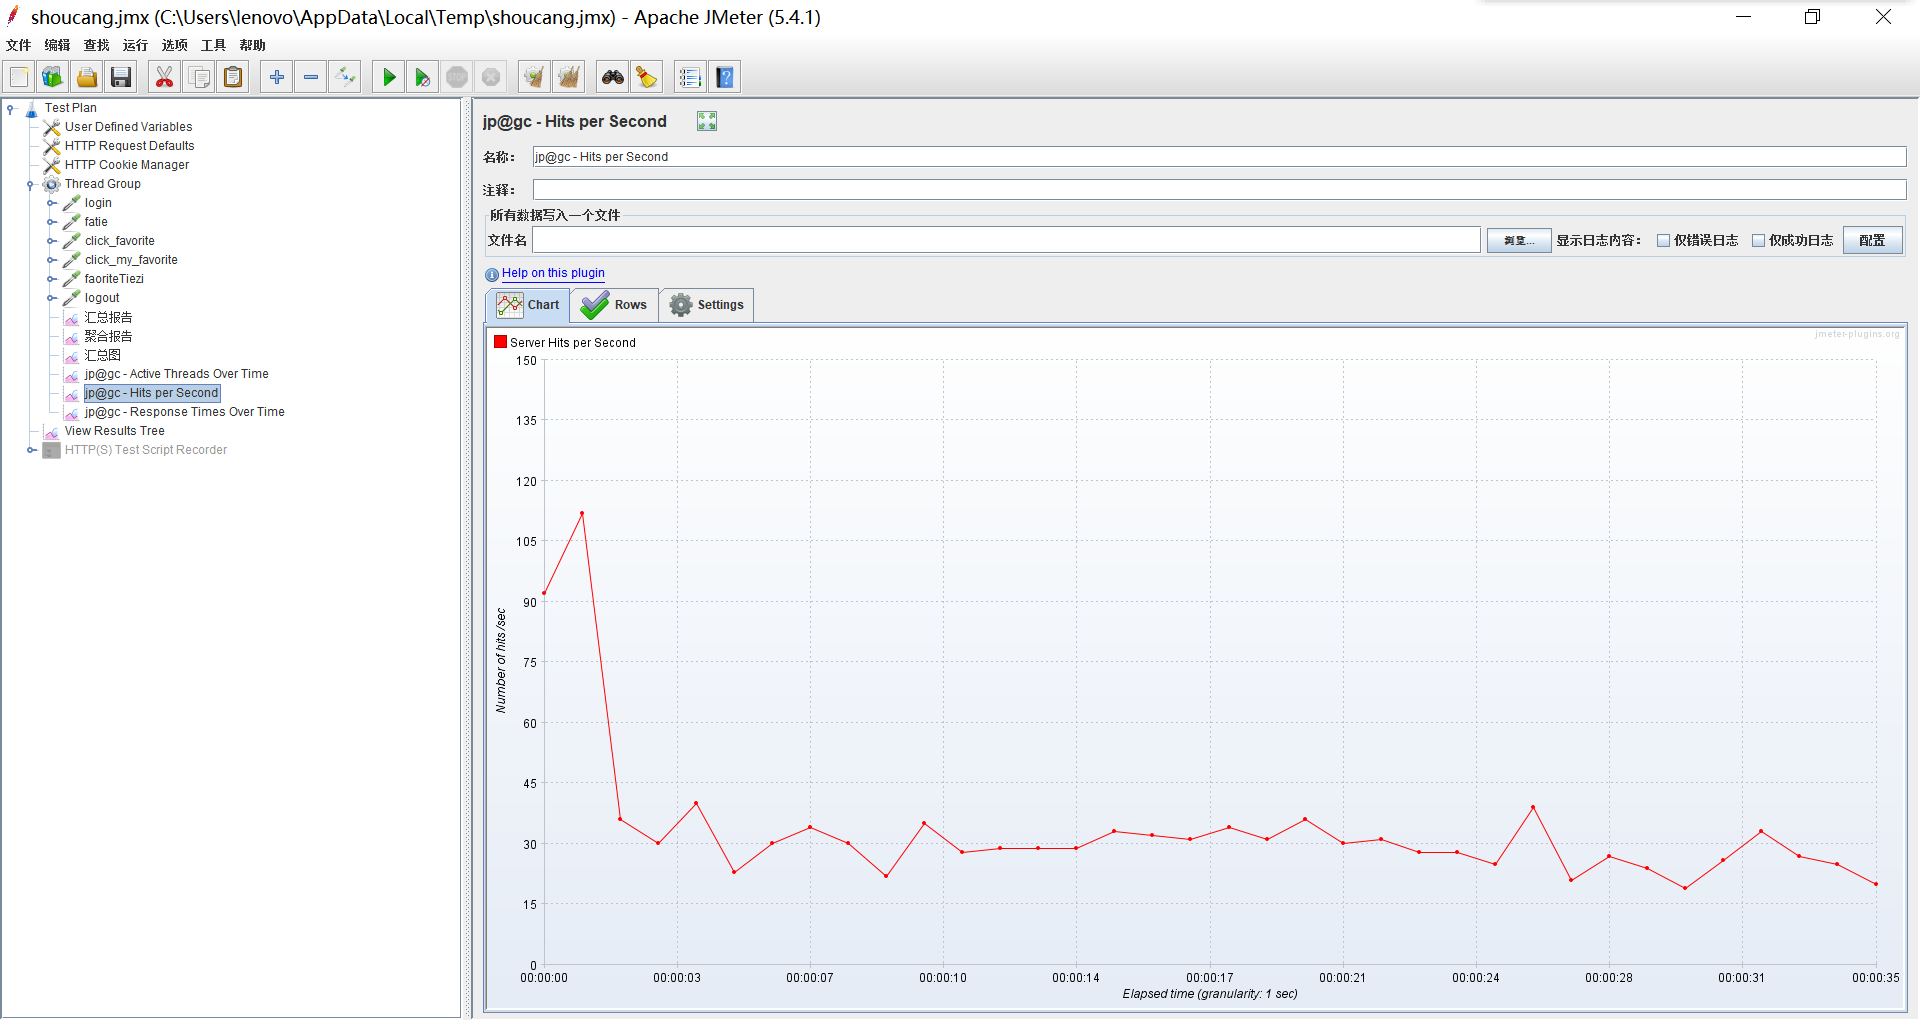 shoucang.jmx (C:\Users\lenovo\AppData\Local\Temp\shoucang.jmx) - Apache JMeter (5.4.1)
文件 编辑 查找 运行 选项 工具 帮助
STOP
Test Plan
User Defined Variables
HTTP Request Defaults
HTTP Cookie Manager
Thread Group
login
fatie
click_favorite
click_my_favorite
faoriteTiezi
logout
汇总报告
聚合报告
汇总图
jp@gc - Active Threads Over Time
jp@gc - Hits per Second
jp@gc - Response Times Over Time
View Results Tree
HTTP(S) Test Script Recorder
jp@gc - Hits per Second
名称： jp@gc - Hits per Second
注释：
所有数据写入一个文件
文件名 浏览... 显示日志内容： 仅错误日志 仅成功日志 配置
Help on this plugin
Chart Rows Settings
jmeter-plugins.org
Server Hits per Second
150
135
120
105
90
75
60
45
30
15
0
Number of hits /sec
00:00:00 00:00:03 00:00:07 00:00:10 00:00:14 00:00:17 00:00:21 00:00:24 00:00:28 00:00:31 00:00:35
Elapsed time (granularity: 1 sec)